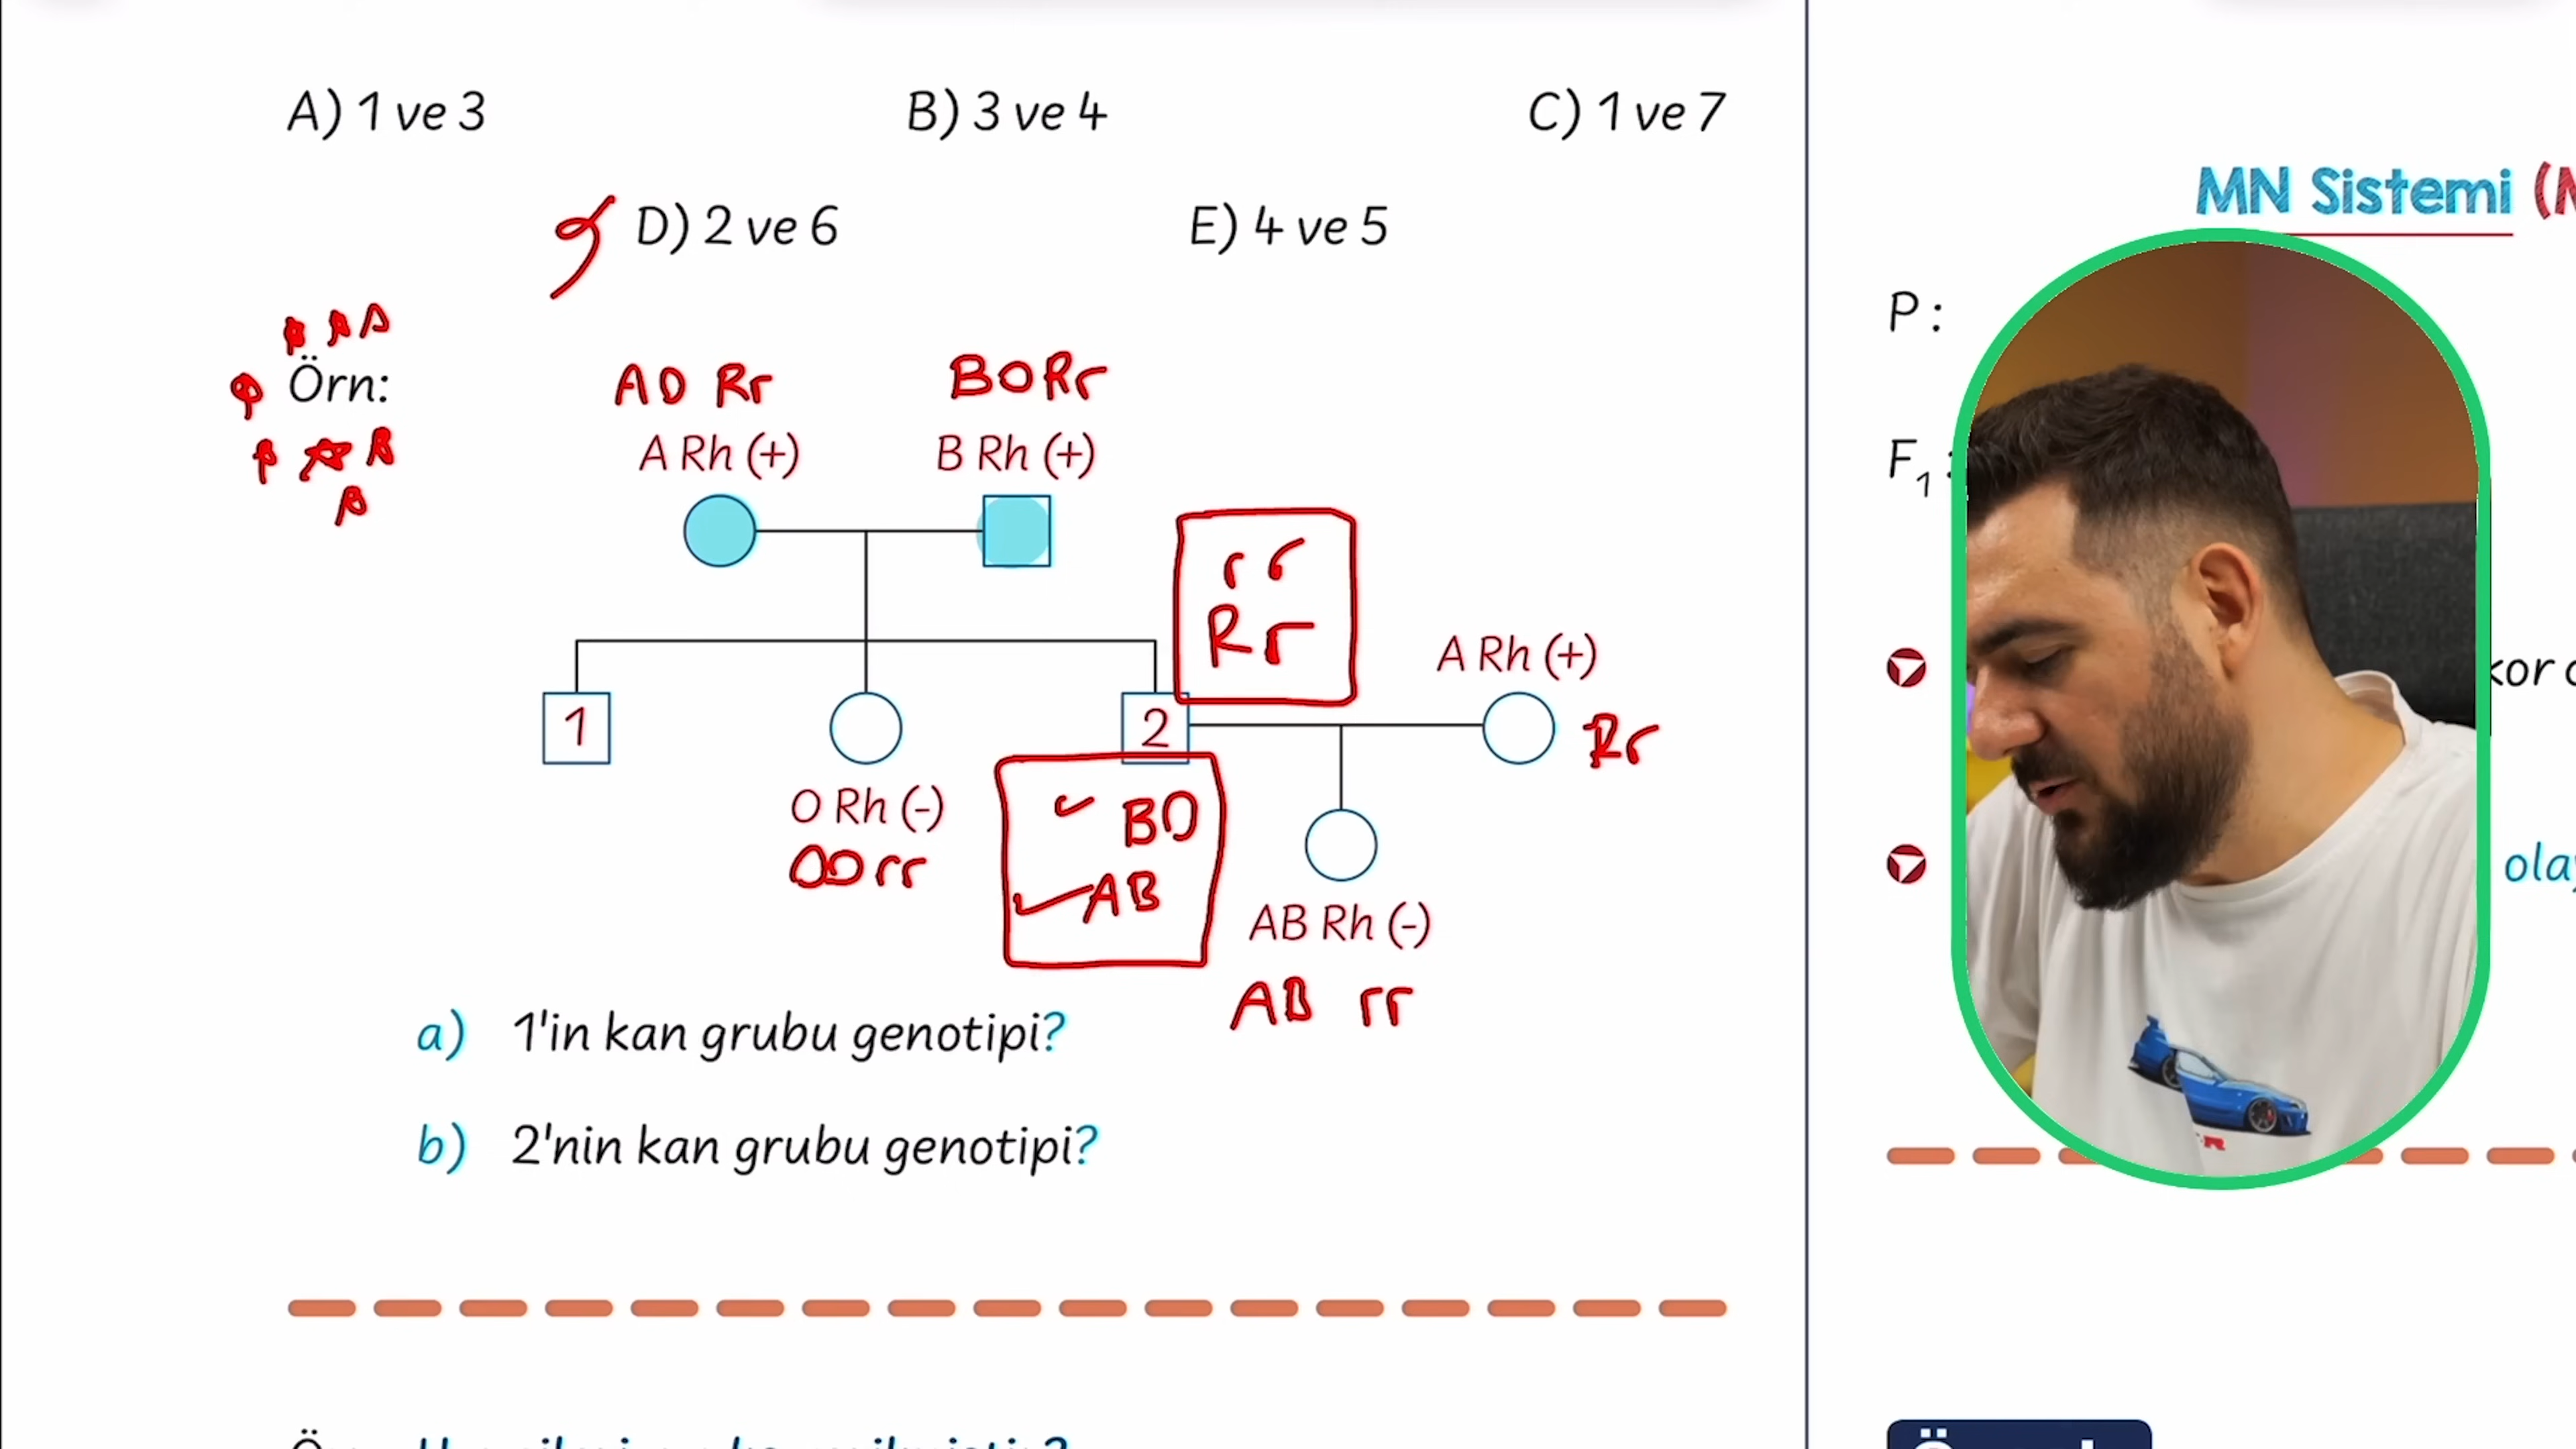 A) 1 ve 3 B) 3 ve 4 C) 1 ve 7
D) 2 ve 6 E) 4 ve 5
Örn:
AO Rr BORr
A Rh (+) B Rh (+)
rr
Rr
A Rh (+)
1
2
Rr
O Rh (-)
OOrr
BO
AB
AB Rh (-)
AB rr
a) 1'in kan grubu genotipi?
b) 2'nin kan grubu genotipi?
MN Sistemi
P :
F1 :